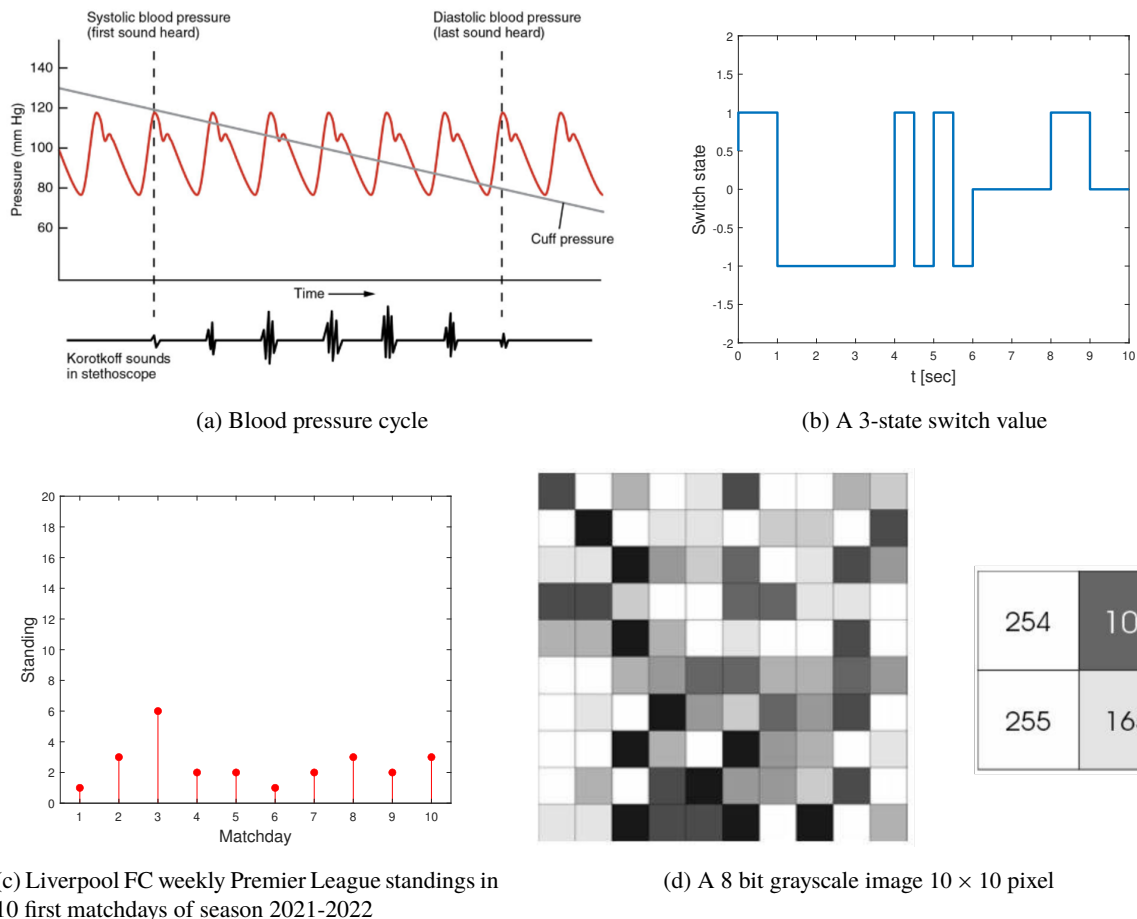 Systolic blood pressure
(first sound heard)
Diastolic blood pressure
(last sound heard)
140
120
100
80
60
Pressure (mm Hg)
Cuff pressure
Time
Korotkoff sounds
in stethoscope
(a) Blood pressure cycle
2
1.5
1
0.5
0
-0.5
-1
-1.5
-2
Switch state
0 1 2 3 4 5 6 7 8 9 10
t [sec]
(b) A 3-state switch value
20
18
16
14
12
10
8
6
4
2
0
Standing
1 2 3 4 5 6 7 8 9 10
Matchday
(c) Liverpool FC weekly Premier League standings in
10 first matchdays of season 2021-2022
254 10
255 16
(d) A 8 bit grayscale image 10 × 10 pixel